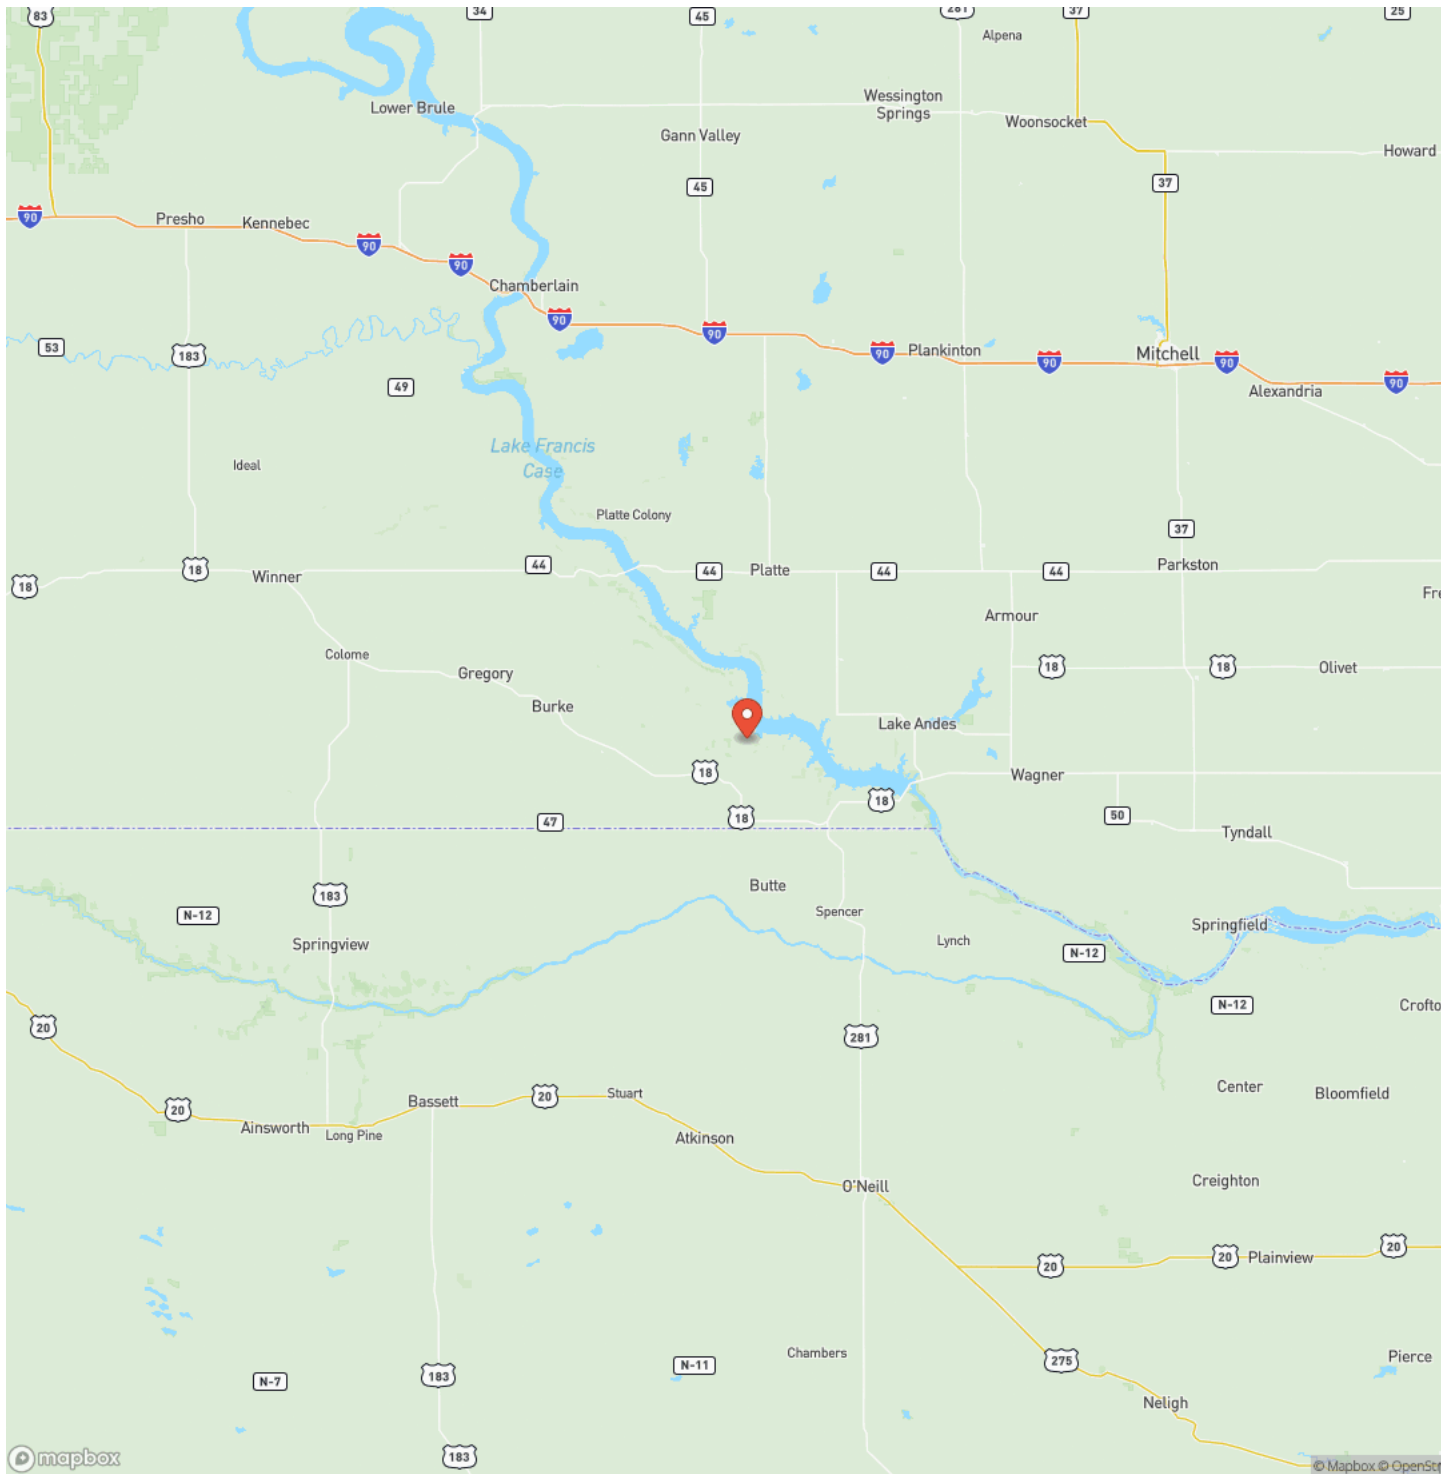 83
34
45
281
37
25
Alpena
Lower Brule
Wessington
Springs
Gann Valley
Woonsocket
Howard
45
37
90
Presho
Kennebec
90
90
Chamberlain
90
90
53
183
90
Plankinton
90
Mitchell
90
90
49
Alexandria
Lake Francis
Case
Ideal
Platte Colony
37
18
18
Winner
44
44
Platte
44
44
Parkston
Fre
Armour
Colome
Gregory
18
18
Olivet
Burke
Lake Andes
18
Wagner
18
47
18
50
Tyndall
Butte
183
N-12
Spencer
Springview
Lynch
Springfield
N-12
N-12
Crofto
20
281
Center
Bloomfield
20
Bassett
20
Stuart
Ainsworth
Long Pine
Atkinson
O'Neill
Creighton
20
20
Plainview
20
Chambers
N-11
275
Pierce
N-7
183
Neligh
183
mapbox
© Mapbox © OpenStr